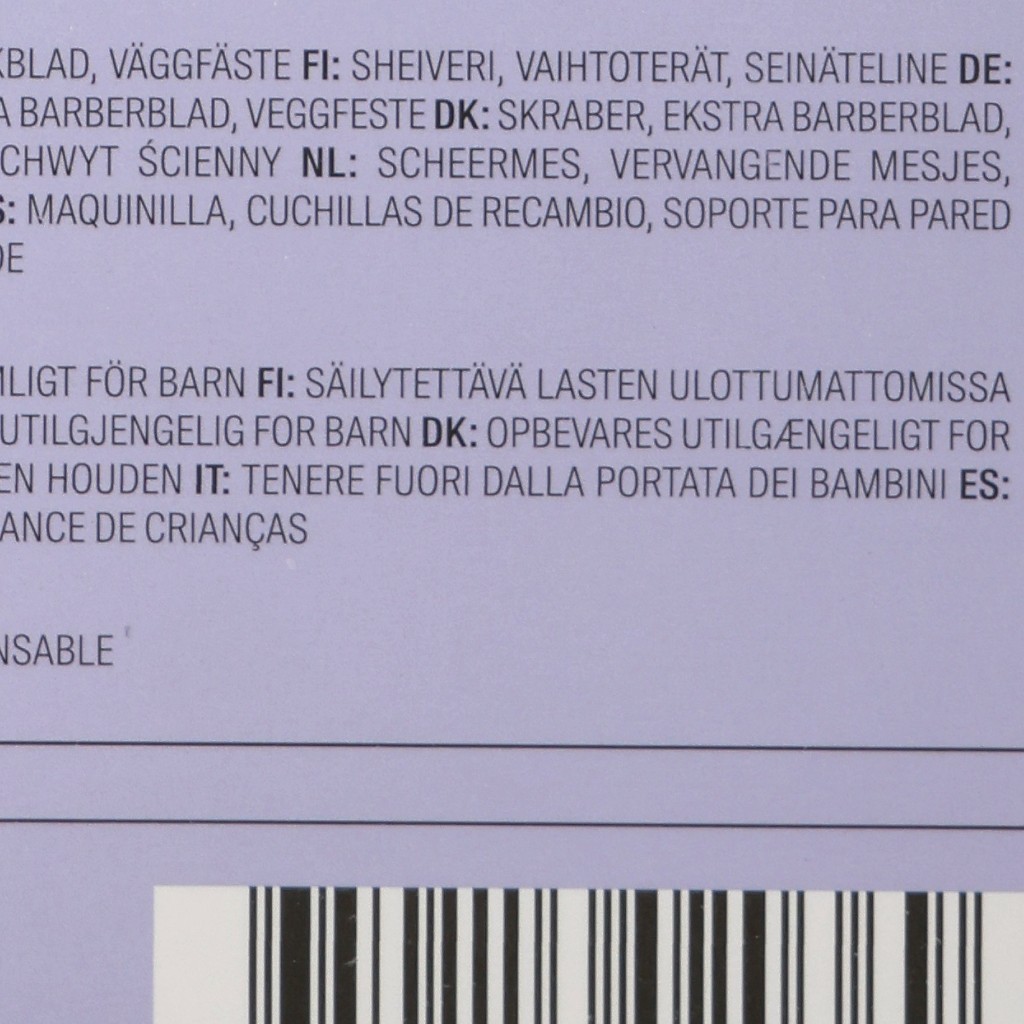 KBLAD, VÄGGFÄSTE FI: SHEIVERI, VAIHTOTERÄT, SEINÄTELINE DE:
A BARBERBLAD, VEGGFESTE DK: SKRABER, EKSTRA BARBERBLAD,
CHWYT ŚCIENNY NL: SCHEERMES, VERVANGENDE MESJES,
S: MAQUINILLA, CUCHILLAS DE RECAMBIO, SOPORTE PARA PARED
DE
MLIGT FÖR BARN FI: SÄILYTETTÄVÄ LASTEN ULOTTUMATTOMISSA
UTILGJENGELIG FOR BARN DK: OPBEVARES UTILGÆNGELIGT FOR
EN HOUDEN IT: TENERE FUORI DALLA PORTATA DEI BAMBINI ES:
ANCE DE CRIANÇAS
NSABLE